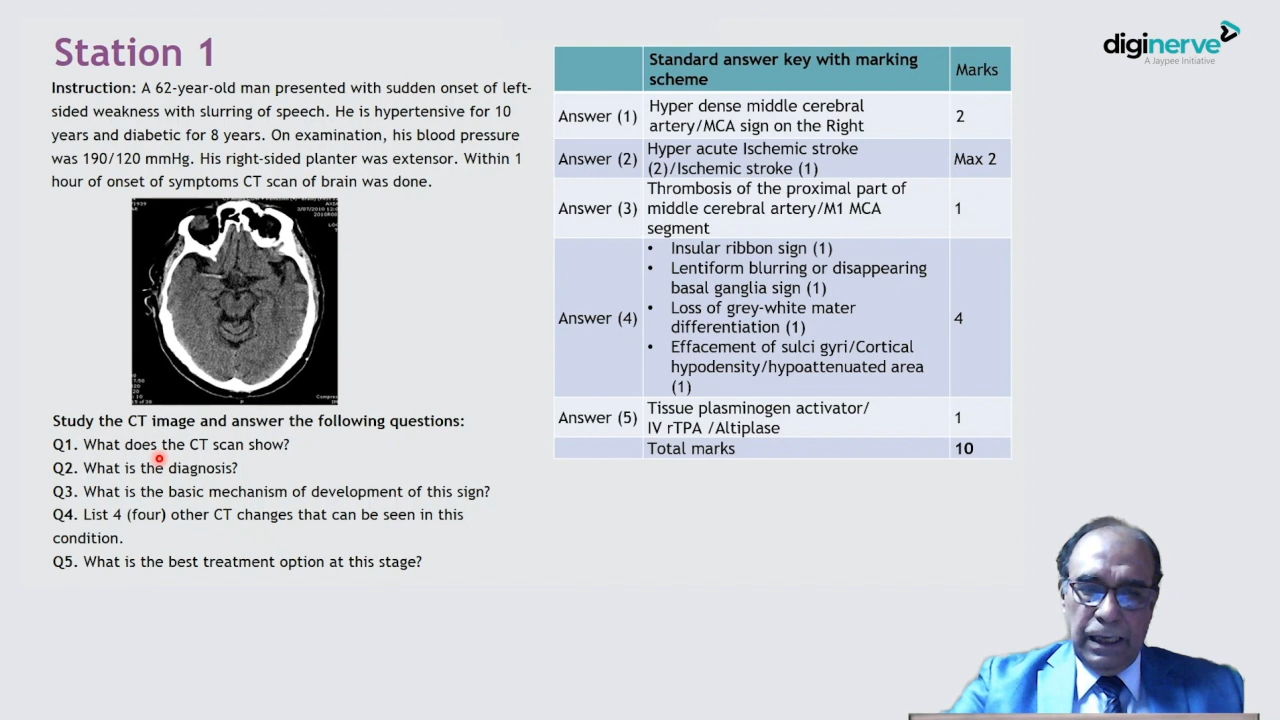 Station 1
Instruction: A 62-year-old man presented with sudden onset of left-
sided weakness with slurring of speech. He is hypertensive for 10
years and diabetic for 8 years. On examination, his blood pressure
was 190/120 mmHg. His right-sided planter was extensor. Within 1
hour of onset of symptoms CT scan of brain was done.
Study the CT image and answer the following questions:
Q1. What does the CT scan show?
Q2. What is the diagnosis?
Q3. What is the basic mechanism of development of this sign?
Q4. List 4 (four) other CT changes that can be seen in this
condition.
Q5. What is the best treatment option at this stage?
Standard answer key with marking
scheme
Marks
Answer (1)
Hyper dense middle cerebral
artery/MCA sign on the Right
2
Answer (2)
Hyper acute Ischemic stroke
(2)/Ischemic stroke (1)
Max 2
Answer (3)
Thrombosis of the proximal part of
middle cerebral artery/M1 MCA
segment
1
Answer (4)
• Insular ribbon sign (1)
• Lentiform blurring or disappearing
basal ganglia sign (1)
• Loss of grey-white mater
differentiation (1)
• Effacement of sulci gyri/Cortical
hypodensity/hypoattenuated area
(1)
4
Answer (5)
Tissue plasminogen activator/
IV rTPA /Altiplase
1
Total marks
10
diginerve
A Jaypee Initiative